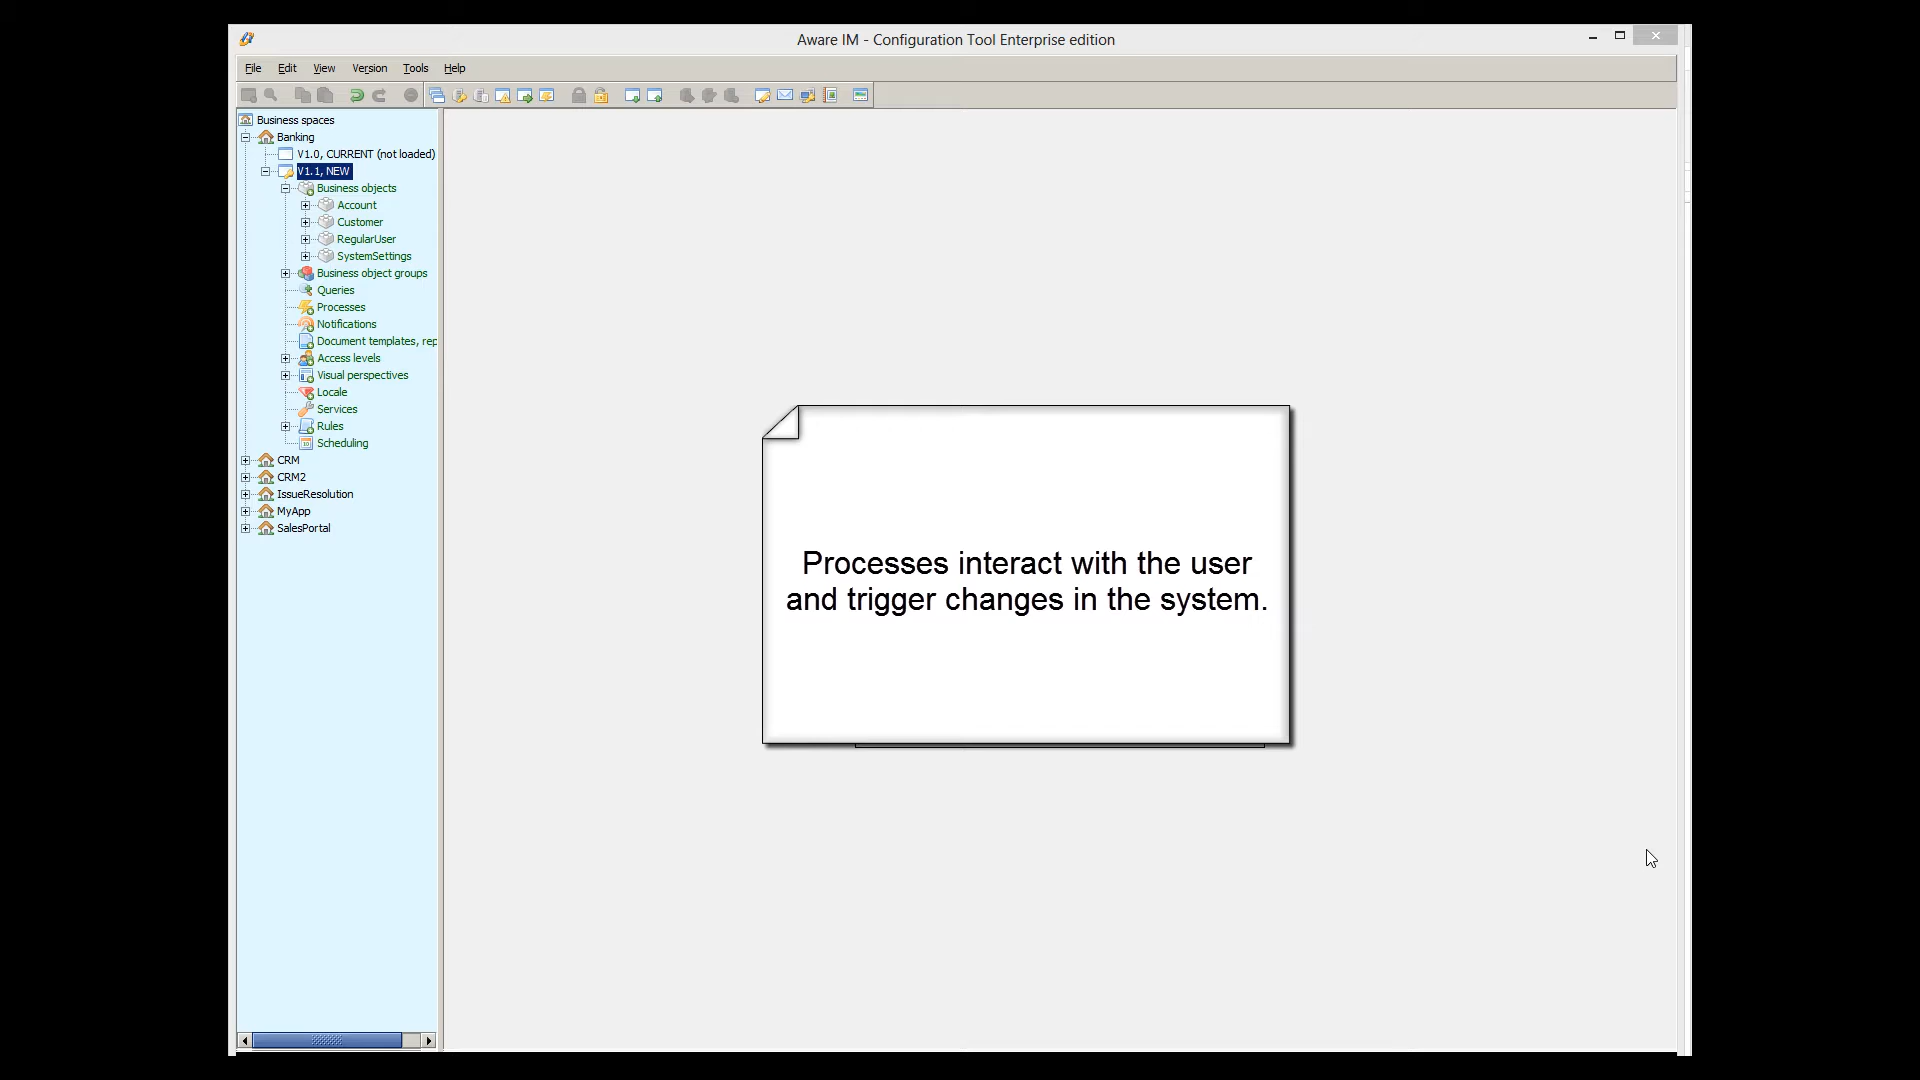 Aware IM - Configuration Tool Enterprise edition
File Edit View Version Tools Help
Business spaces
Banking
V1.0, CURRENT (not loaded)
V1.1, NEW
Business objects
Account
Customer
RegularUser
SystemSettings
Business object groups
Queries
Processes
Notifications
Document templates, rep
Access levels
Visual perspectives
Locale
Services
Rules
Scheduling
CRM
CRM2
IssueResolution
MyApp
SalesPortal
Processes interact with the user
and trigger changes in the system.